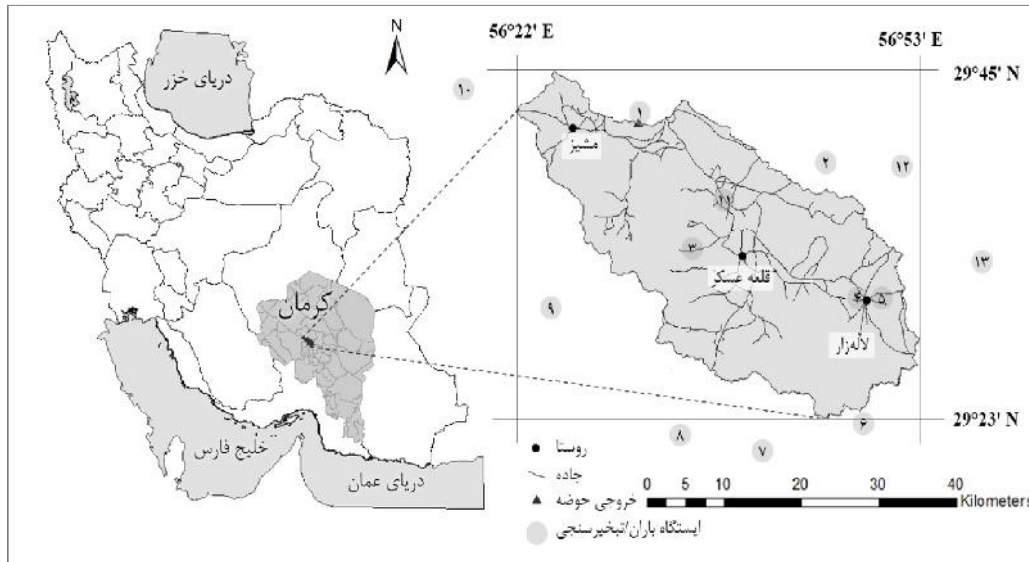 N
دریای خزر
کرمان
خلیج فارس
دریای عمان
56°22' E
56°53' E
29°45' N
29°23' N
۱۰
۱
۲
۱۲
مشیز
۱۱
۳
قلعه عسکر
۱۳
۹
۴
۵
لاله‌زار
۶
۸
۷
روستا
جاده
خروجی حوضه
ایستگاه باران/تبخیرسنجی
0 5 10 20 30 40
Kilometers